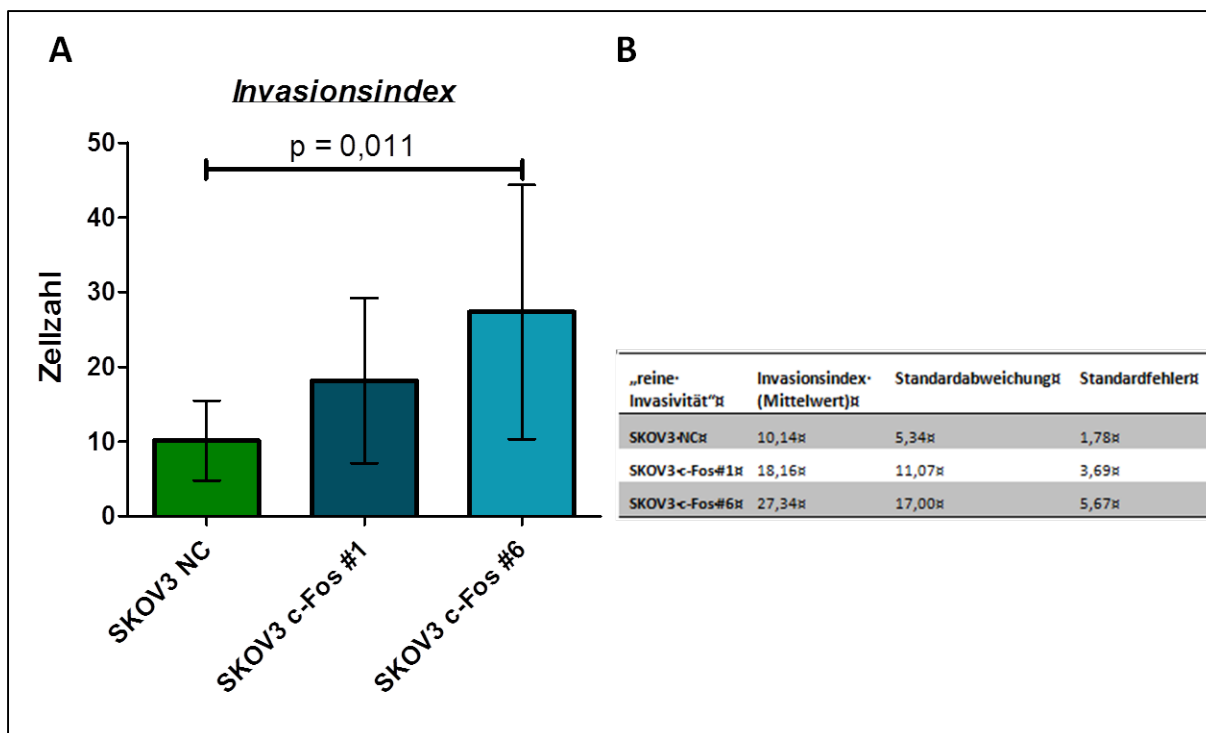 A
B
Invasionsindex
p = 0,011
50
40
30
20
10
0
Zellzahl
SKOV3 NC
SKOV3 c-Fos #1
SKOV3 c-Fos #6
„reine· Invasionsindex· Standardabweichung¤ Standardfehler¤
Invasivität“¤ (Mittelwert)¤
SKOV3·NC¤ 10,14¤ 5,34¤ 1,78¤
SKOV3·c-Fos·#1¤ 18,16¤ 11,07¤ 3,69¤
SKOV3·c-Fos·#6¤ 27,34¤ 17,00¤ 5,67¤